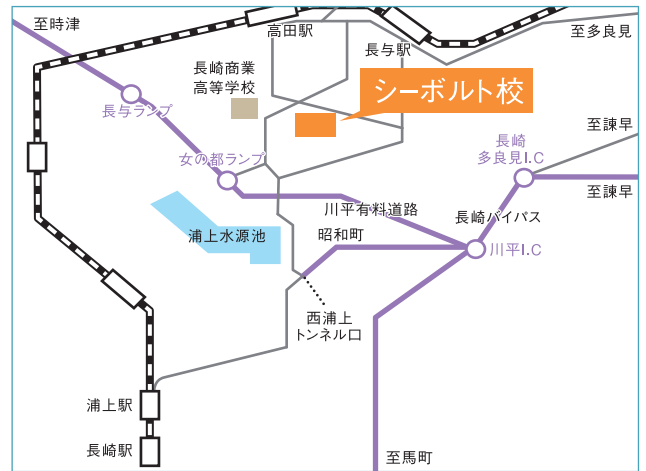 至時津
高田駅
至多良見
長与駅
長崎商業
高等学校
シーボルト校
長与ランプ
至諫早
長崎
多良見I.C
女の都ランプ
至諫早
川平有料道路
長崎バイパス
浦上水源池
昭和町
川平I.C
西浦上
トンネル口
浦上駅
長崎駅
至馬町